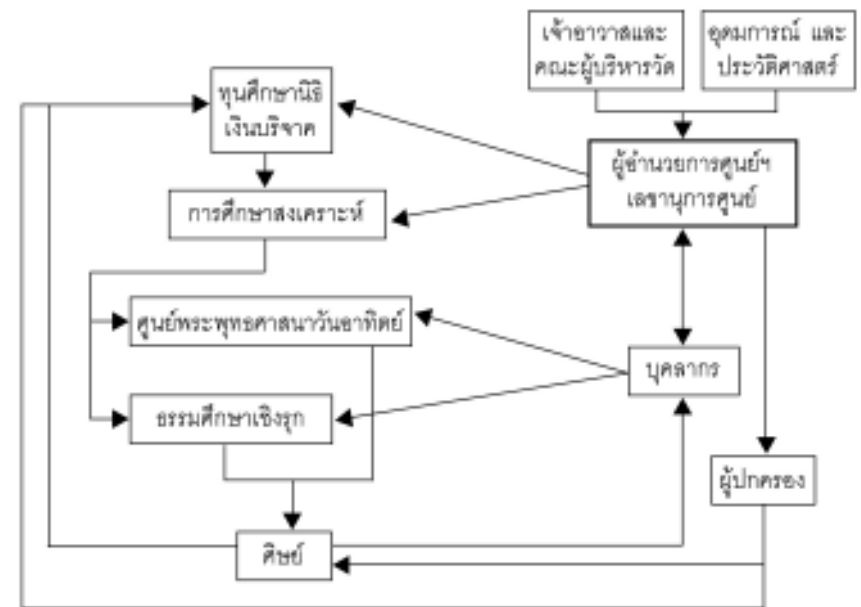 เจ้าอาวาสและ
คณะผู้บริหารวัด
อุดมการณ์ และ
ประวัติศาสตร์
ทุนศึกษานิธิ
เงินบริจาค
ผู้อำนวยการศูนย์ฯ
เลขานุการศูนย์
การศึกษาสงเคราะห์
ศูนย์พระพุทธศาสนาวันอาทิตย์
บุคลากร
ธรรมศึกษาเชิงรุก
ผู้ปกครอง
ศิษย์